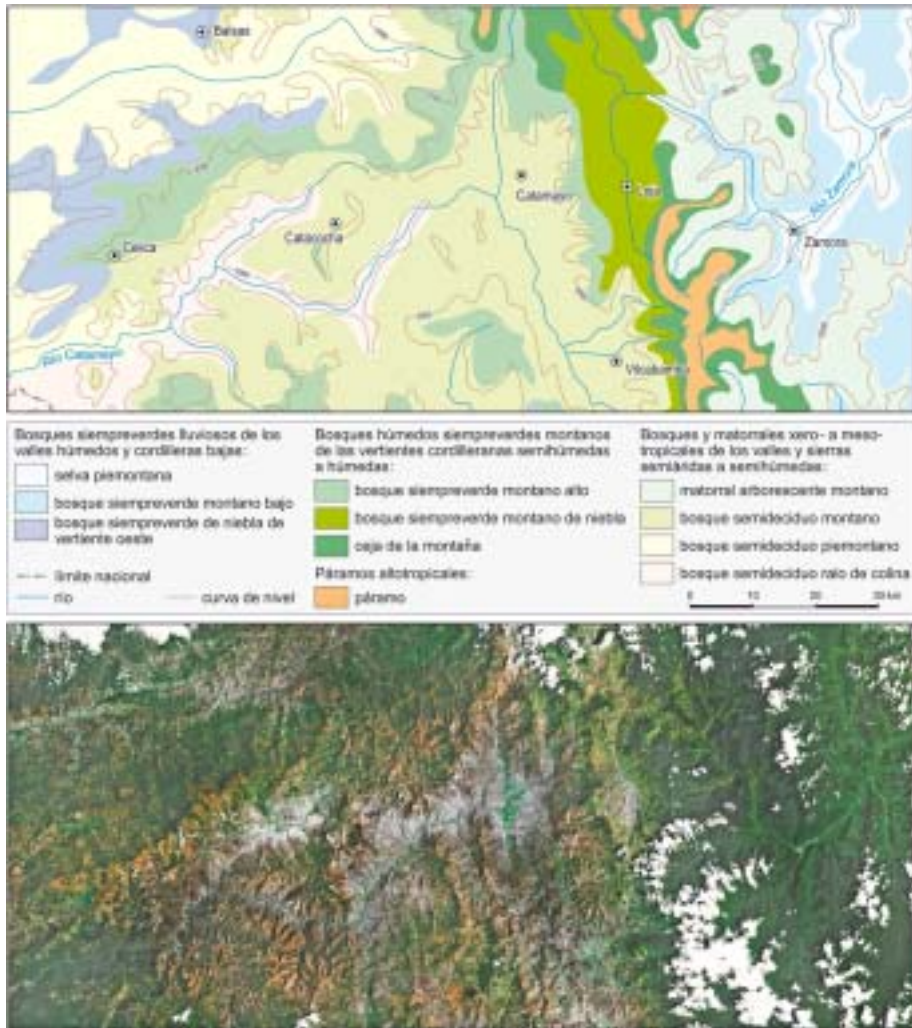 Balsas
Loja
Catamayo
Río Zamora
Catacocha
Zamora
Celica
Río Catamayo
Vilcabamba
Bosques siempreverdes lluviosos de los
valles húmedos y cordilleras bajas:
selva piemontana
bosque siempreverde montano bajo
bosque siempreverde de niebla de
vertiente oeste
límite nacional
río
curva de nivel
Bosques húmedos siempreverdes montanos
de las vertientes cordilleranas semihúmedas
a húmedas:
bosque siempreverde montano alto
bosque siempreverde montano de niebla
ceja de la montaña
Páramos altotropicales:
páramo
Bosques y matorrales xero- a meso-
tropicales de los valles y sierras
semiáridas a semihúmedas:
matorral arborescente montano
bosque semideciduo montano
bosque semideciduo piemontano
bosque semideciduo ralo de colina
0 10 20 30 km